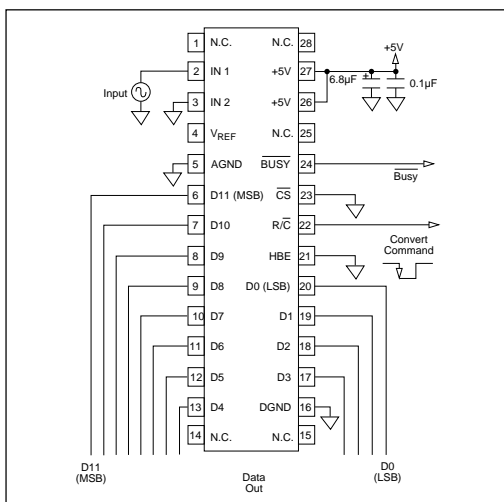 +5V
1 N.C. N.C. 28
2 IN 1 +5V 27 6.8µF 0.1µF
Input
3 IN 2 +5V 26
4 VREF N.C. 25
5 AGND BUSY 24
Busy
6 D11 (MSB) CS 23
7 D10 R/C 22
Convert
Command
8 D9 HBE 21
9 D8 D0 (LSB) 20
10 D7 D1 19
11 D6 D2 18
12 D5 D3 17
13 D4 DGND 16
14 N.C. N.C. 15
D11
(MSB)
Data
Out
D0
(LSB)
+